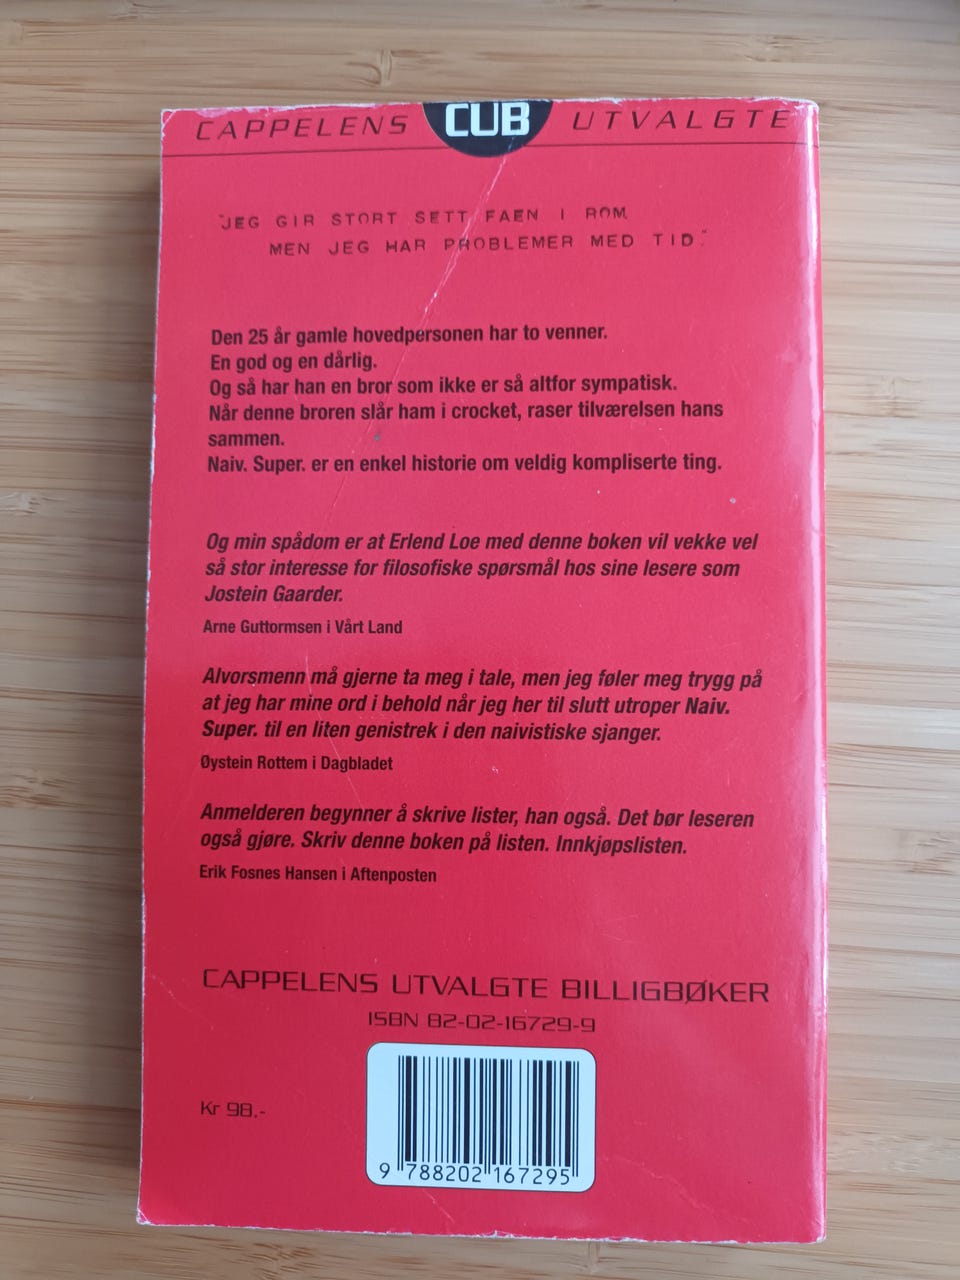 CAPPELENS CUB UTVALGTE
"JEG GIR STORT SETT FAEN I ROM,
MEN JEG HAR PROBLEMER MED TID."
Den 25 år gamle hovedpersonen har to venner.
En god og en dårlig.
Og så har han en bror som ikke er så altfor sympatisk.
Når denne broren slår ham i crocket, raser tilværelsen hans
sammen.
Naiv. Super. er en enkel historie om veldig kompliserte ting.
Og min spådom er at Erlend Loe med denne boken vil vekke vel
så stor interesse for filosofiske spørsmål hos sine lesere som
Jostein Gaarder.
Arne Guttormsen i Vårt Land
Alvorsmenn må gjerne ta meg i tale, men jeg føler meg trygg på
at jeg har mine ord i behold når jeg her til slutt utroper Naiv.
Super. til en liten genistrek i den naivistiske sjanger.
Øystein Rottem i Dagbladet
Anmelderen begynner å skrive lister, han også. Det bør leseren
også gjøre. Skriv denne boken på listen. Innkjøpslisten.
Erik Fosnes Hansen i Aftenposten
CAPPELENS UTVALGTE BILLIGBØKER
ISBN 82-02-16729-9
Kr 98,-
9 788202 167295